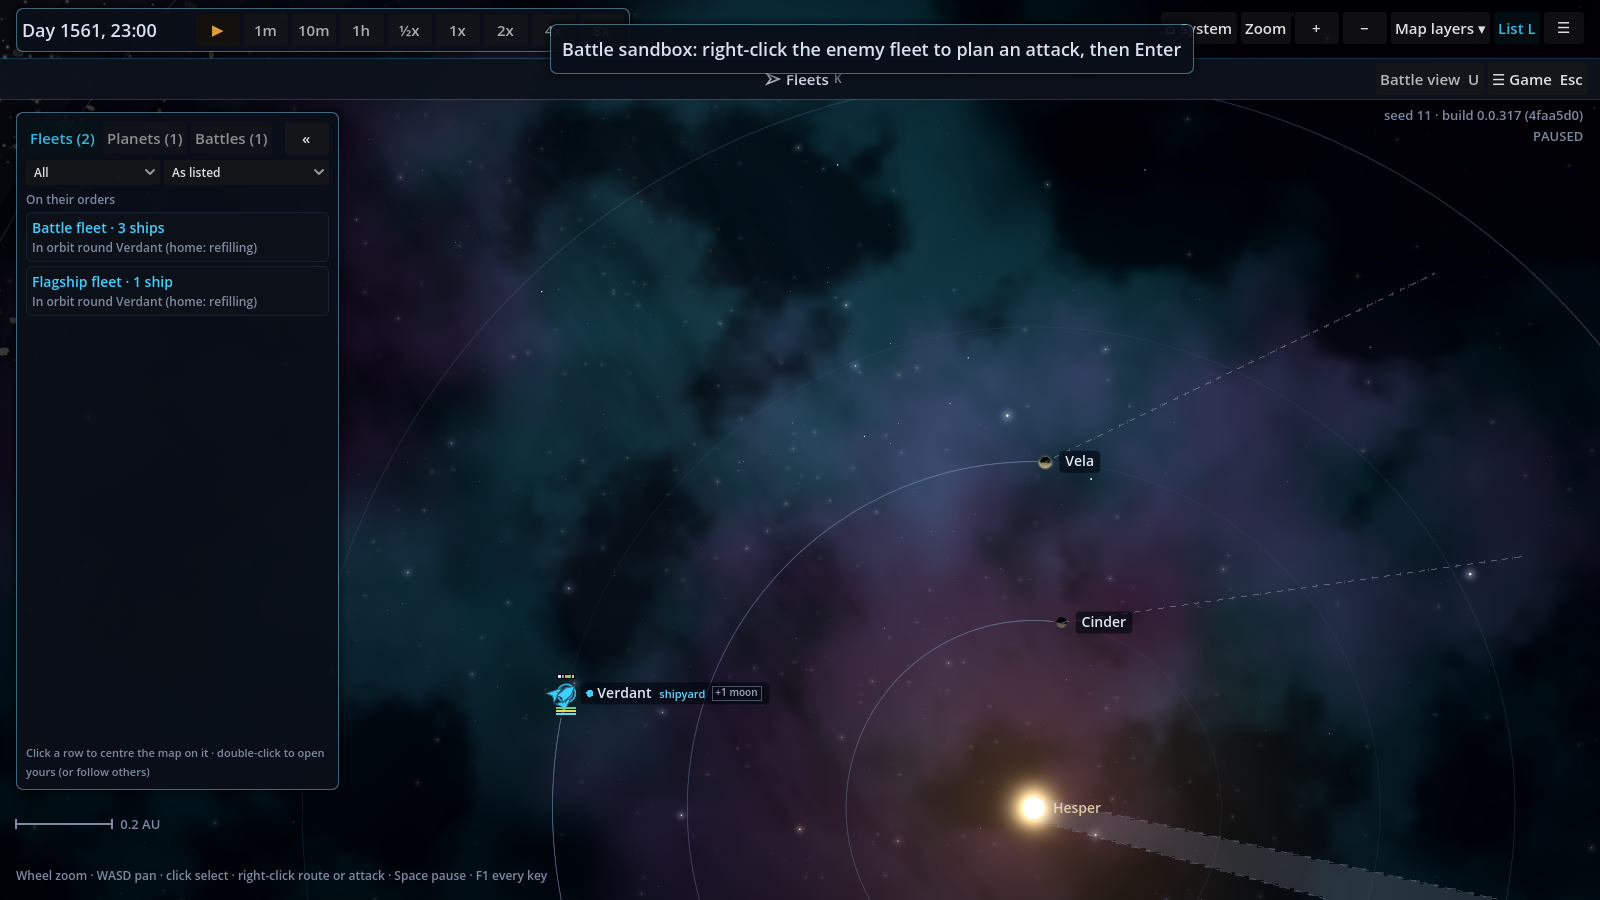 Day 1561, 23:00
▶ 1m 10m 1h ½x 1x 2x
Battle sandbox: right-click the enemy fleet to plan an attack, then Enter
System Zoom + − Map layers ▾ List L ☰
Fleets K
Battle view U ☰ Game Esc
seed 11 · build 0.0.317 (4faa5d0)
PAUSED
Fleets (2) Planets (1) Battles (1) «
All As listed
On their orders
Battle fleet · 3 ships
In orbit round Verdant (home: refilling)
Flagship fleet · 1 ship
In orbit round Verdant (home: refilling)
Click a row to centre the map on it · double-click to open
yours (or follow others)
Vela
Cinder
Verdant shipyard +1 moon
Hesper
0.2 AU
Wheel zoom · WASD pan · click select · right-click route or attack · Space pause · F1 every key